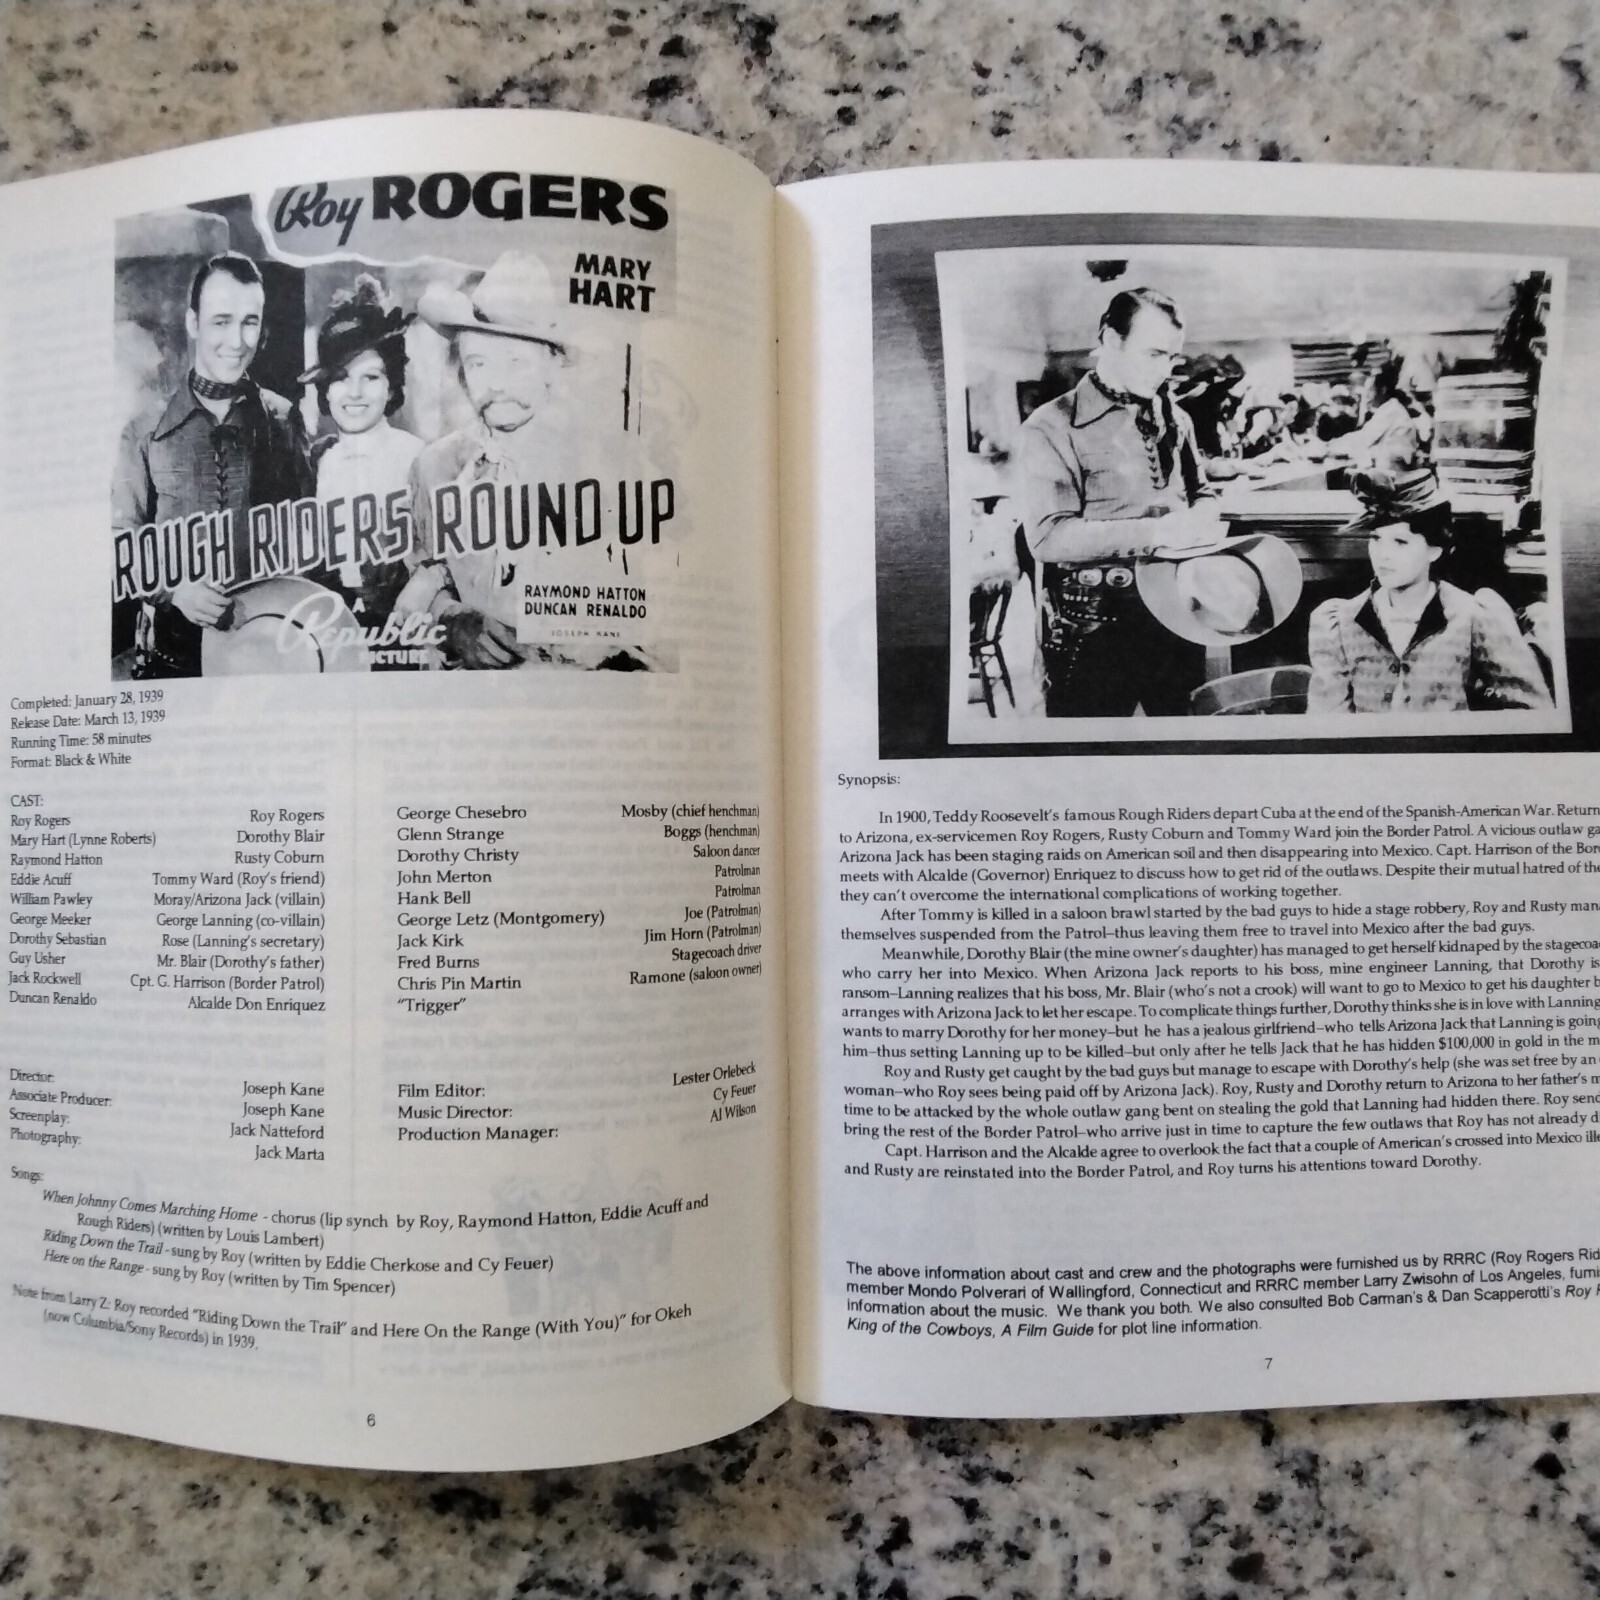 Roy ROGERS
MARY
HART
ROUGH RIDERS ROUND UP
RAYMOND HATTON
DUNCAN RENALDO
JOSEPH KANE
A
Republic
PICTURE
Completed: January 28, 1939
Release Date: March 13, 1939
Running Time: 58 minutes
Format: Black & White
CAST:
Roy Rogers Roy Rogers
Mary Hart (Lynne Roberts) Dorothy Blair
Raymond Hatton Rusty Coburn
Eddie Acuff Tommy Ward (Roy's friend)
William Pawley Moray/Arizona Jack (villain)
George Meeker George Lanning (co-villain)
Dorothy Sebastian Rose (Lanning's secretary)
Guy Usher Mr. Blair (Dorothy's father)
Jack Rockwell Cpt. G. Harrison (Border Patrol)
Duncan Renaldo Alcalde Don Enriquez
George Chesebro Mosby (chief henchman)
Glenn Strange Boggs (henchman)
Dorothy Christy Saloon dancer
John Merton Patrolman
Hank Bell Patrolman
George Letz (Montgomery) Joe (Patrolman)
Jack Kirk Jim Horn (Patrolman)
Fred Burns Stagecoach driver
Chris Pin Martin Ramone (saloon owner)
"Trigger"
Director: Joseph Kane
Associate Producer: Joseph Kane
Screenplay: Jack Natteford
Photography: Jack Marta
Film Editor: Lester Orlebeck
Music Director: Cy Feuer
Production Manager: Al Wilson
Songs:
When Johnny Comes Marching Home - chorus (lip synch by Roy, Raymond Hatton, Eddie Acuff and
Rough Riders) (written by Louis Lambert)
Riding Down the Trail - sung by Roy (written by Eddie Cherkose and Cy Feuer)
Here on the Range - sung by Roy (written by Tim Spencer)
Note from Larry Z: Roy recorded "Riding Down the Trail" and Here On the Range (With You)" for Okeh
(now Columbia/Sony Records) in 1939.
6
Synopsis:
In 1900, Teddy Roosevelt's famous Rough Riders depart Cuba at the end of the Spanish-American War. Return
to Arizona, ex-servicemen Roy Rogers, Rusty Coburn and Tommy Ward join the Border Patrol. A vicious outlaw ga
Arizona Jack has been staging raids on American soil and then disappearing into Mexico. Capt. Harrison of the Bor
meets with Alcalde (Governor) Enriquez to discuss how to get rid of the outlaws. Despite their mutual hatred of the
they can't overcome the international complications of working together.
After Tommy is killed in a saloon brawl started by the bad guys to hide a stage robbery, Roy and Rusty man
themselves suspended from the Patrol–thus leaving them free to travel into Mexico after the bad guys.
Meanwhile, Dorothy Blair (the mine owner's daughter) has managed to get herself kidnaped by the stagecoa
who carry her into Mexico. When Arizona Jack reports to his boss, mine engineer Lanning, that Dorothy is
ransom–Lanning realizes that his boss, Mr. Blair (who's not a crook) will want to go to Mexico to get his daughter b
arranges with Arizona Jack to let her escape. To complicate things further, Dorothy thinks she is in love with Lanning
wants to marry Dorothy for her money–but he has a jealous girlfriend–who tells Arizona Jack that Lanning is going
him–thus setting Lanning up to be killed–but only after he tells Jack that he has hidden $100,000 in gold in the m
Roy and Rusty get caught by the bad guys but manage to escape with Dorothy's help (she was set free by an
woman–who Roy sees being paid off by Arizona Jack). Roy, Rusty and Dorothy return to Arizona to her father's m
time to be attacked by the whole outlaw gang bent on stealing the gold that Lanning had hidden there. Roy send
bring the rest of the Border Patrol–who arrive just in time to capture the few outlaws that Roy has not already d
Capt. Harrison and the Alcalde agree to overlook the fact that a couple of American's crossed into Mexico ille
and Rusty are reinstated into the Border Patrol, and Roy turns his attentions toward Dorothy.
The above information about cast and crew and the photographs were furnished us by RRRC (Roy Rogers Rid
member Mondo Polverari of Wallingford, Connecticut and RRRC member Larry Zwisohn of Los Angeles, furni
information about the music. We thank you both. We also consulted Bob Carman's & Dan Scapperotti's Roy
King of the Cowboys, A Film Guide for plot line information.
7